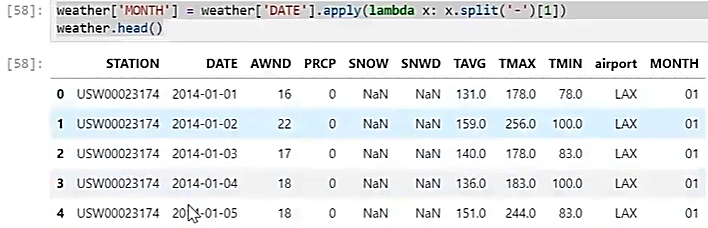 [58]: weather['MONTH'] = weather['DATE'].apply(lambda x: x.split('-')[1])
weather.head()
[58]: STATION DATE AWND PRCP SNOW SNWD TAVG TMAX TMIN airport MONTH
0 USW00023174 2014-01-01 16 0 NaN NaN 131.0 178.0 78.0 LAX 01
1 USW00023174 2014-01-02 22 0 NaN NaN 159.0 256.0 100.0 LAX 01
2 USW00023174 2014-01-03 17 0 NaN NaN 140.0 178.0 83.0 LAX 01
3 USW00023174 2014-01-04 18 0 NaN NaN 136.0 183.0 100.0 LAX 01
4 USW00023174 2014-01-05 18 0 NaN NaN 151.0 244.0 83.0 LAX 01